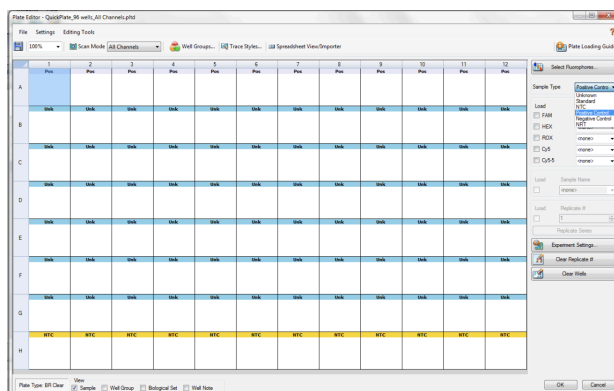 Plate Editor - QuickPlate_96 wells_All Channels.pltd
File Settings Editing Tools ?
100% Scan Mode All Channels Well Groups... Trace Styles... Spreadsheet View/Importer Plate Loading Guid
1 2 3 4 5 6 7 8 9 10 11 12
A Pos Pos Pos Pos Pos Pos Pos Pos Pos Pos Pos Pos
B Unk Unk Unk Unk Unk Unk Unk Unk Unk Unk Unk Unk
C Unk Unk Unk Unk Unk Unk Unk Unk Unk Unk Unk Unk
D Unk Unk Unk Unk Unk Unk Unk Unk Unk Unk Unk Unk
E Unk Unk Unk Unk Unk Unk Unk Unk Unk Unk Unk Unk
F Unk Unk Unk Unk Unk Unk Unk Unk Unk Unk Unk Unk
G Unk Unk Unk Unk Unk Unk Unk Unk Unk Unk Unk Unk
H NTC NTC NTC NTC NTC NTC NTC NTC NTC NTC NTC NTC
Select Fluorophores...
Sample Type Positive Contro
Unknown
Standard
NTC
Positive Control
Negative Control
NRT
Load
FAM
HEX <none>
ROX <none>
Cy5 <none>
Cy5-5 <none>
Load Sample Name
<none>
Load Replicate #
1
Replicate Series
Experiment Settings...
Clear Replicate #
Clear Wells
Plate Type: BR Clear
View
Sample Well Group Biological Set Well Note
OK Cancel